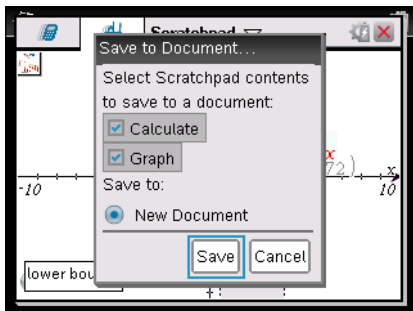 Scratchpad
Save to Document...
Select Scratchpad contents
to save to a document:
Calculate
Graph
x
72)
x
-10
10
Save to:
New Document
Save
Cancel
lower bou